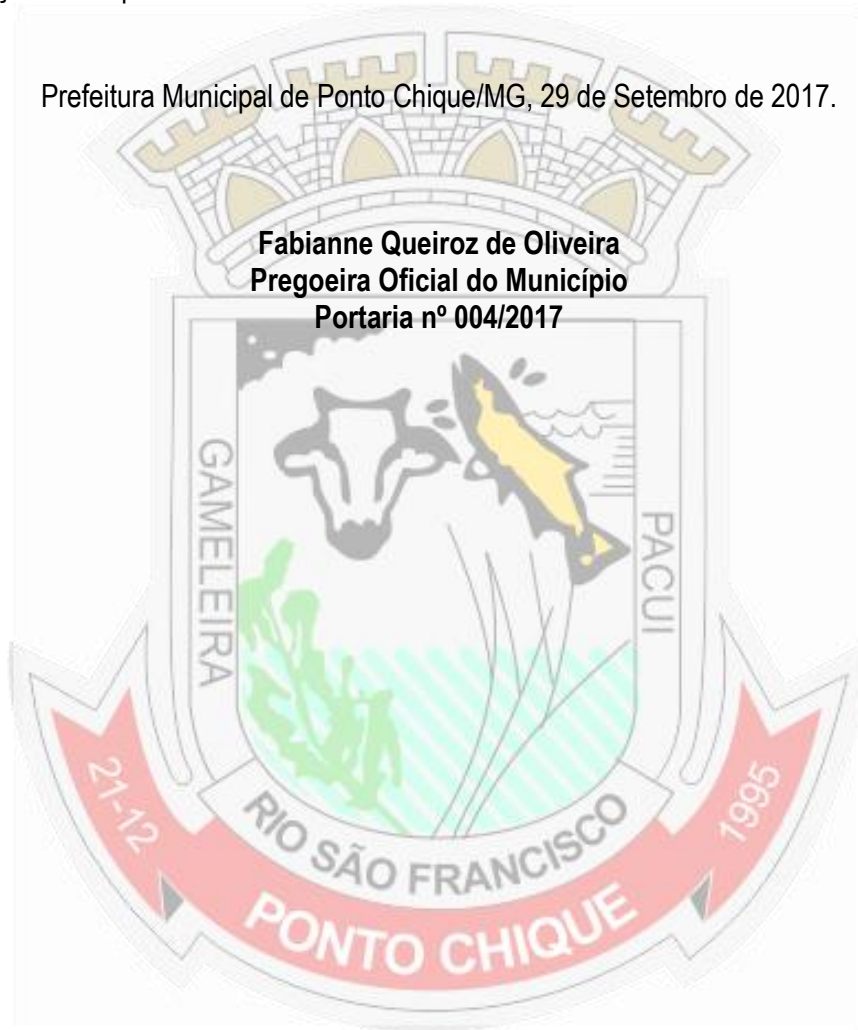 Prefeitura Municipal de Ponto Chique/MG, 29 de Setembro de 2017.
Fabianne Queiroz de Oliveira
Pregoeira Oficial do Município
Portaria nº 004/2017
GAMELEIRA
PACUI
RIO SÃO FRANCISCO
21-12
PONTO CHIQUE
1995